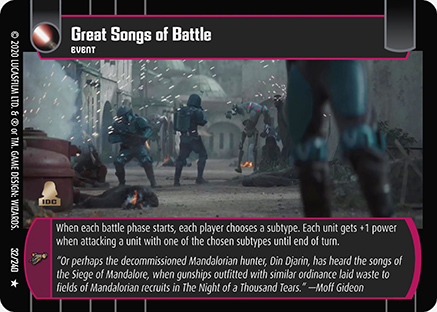 Great Songs of Battle
EVENT
IDC
When each battle phase starts, each player chooses a subtype. Each unit gets +1 power
when attacking a unit with one of the chosen subtypes until end of turn.
“Or perhaps the decommissioned Mandalorian hunter, Din Djarin, has heard the songs of
the Siege of Mandalore, when gunships outfitted with similar ordinance laid waste to
fields of Mandalorian recruits in The Night of a Thousand Tears.” —Moff Gideon
© 2020 LUCASFILM LTD. & ® or TM. GAME DESIGN: WIZARDS. 32/240 ★